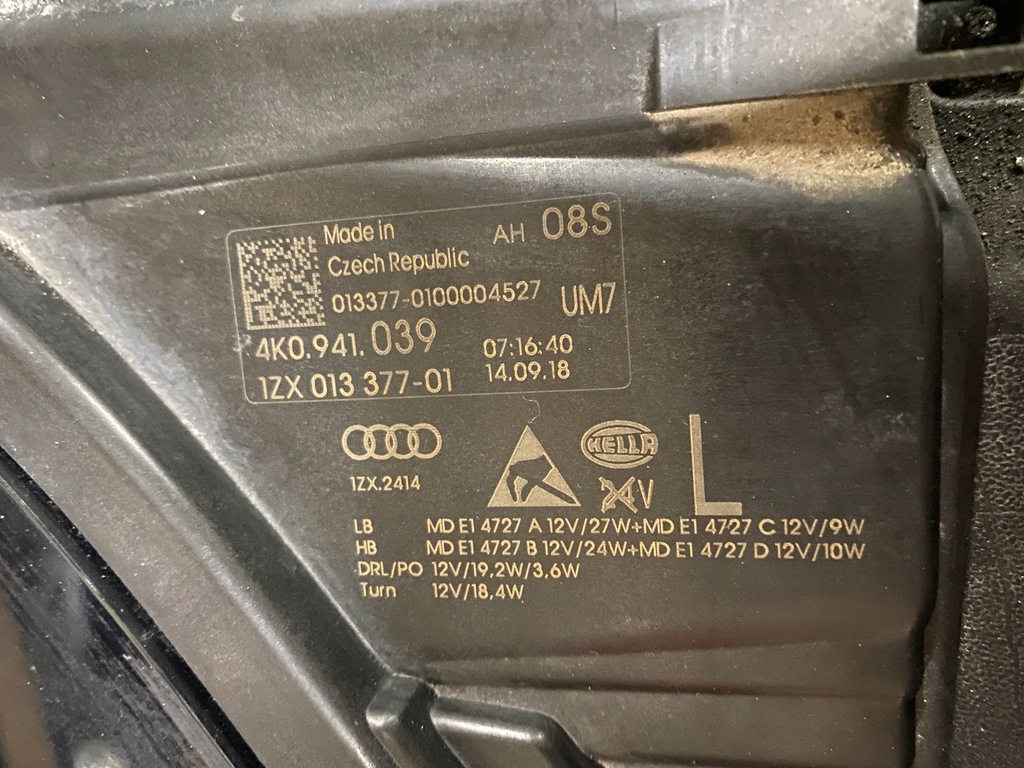 Made in
Czech Republic
AH 08S
013377-0100004527
UM7
4K0.941.039
07:16:40
1ZX 013 377-01
14.09.18
HELLA
1ZX.2414
24V
L
LB MD E1 4727 A 12V/27W+MD E1 4727 C 12V/9W
HB MD E1 4727 B 12V/24W+MD E1 4727 D 12V/10W
DRL/PO 12V/19,2W/3,6W
Turn 12V/18,4W